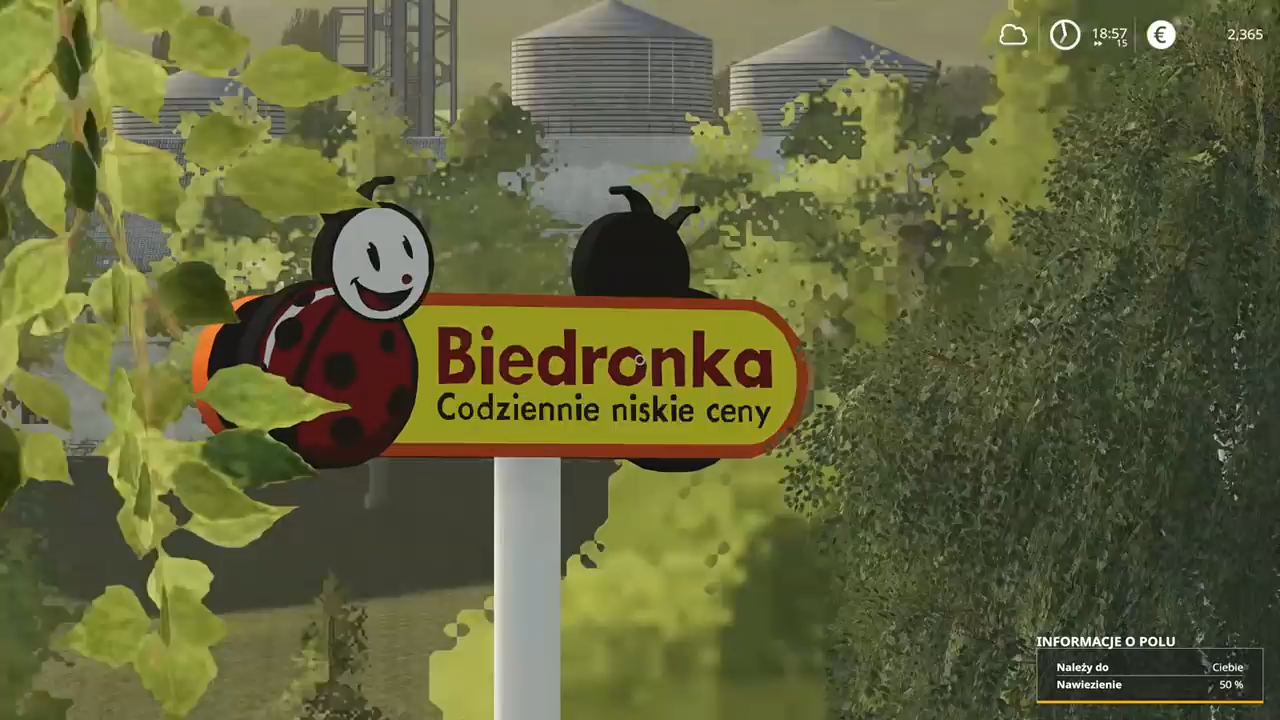 18:57
15
2,365
Biedronka
Codziennie niskie ceny
INFORMACJE O POLU
Należy do Ciebie
Nawiezienie 50 %